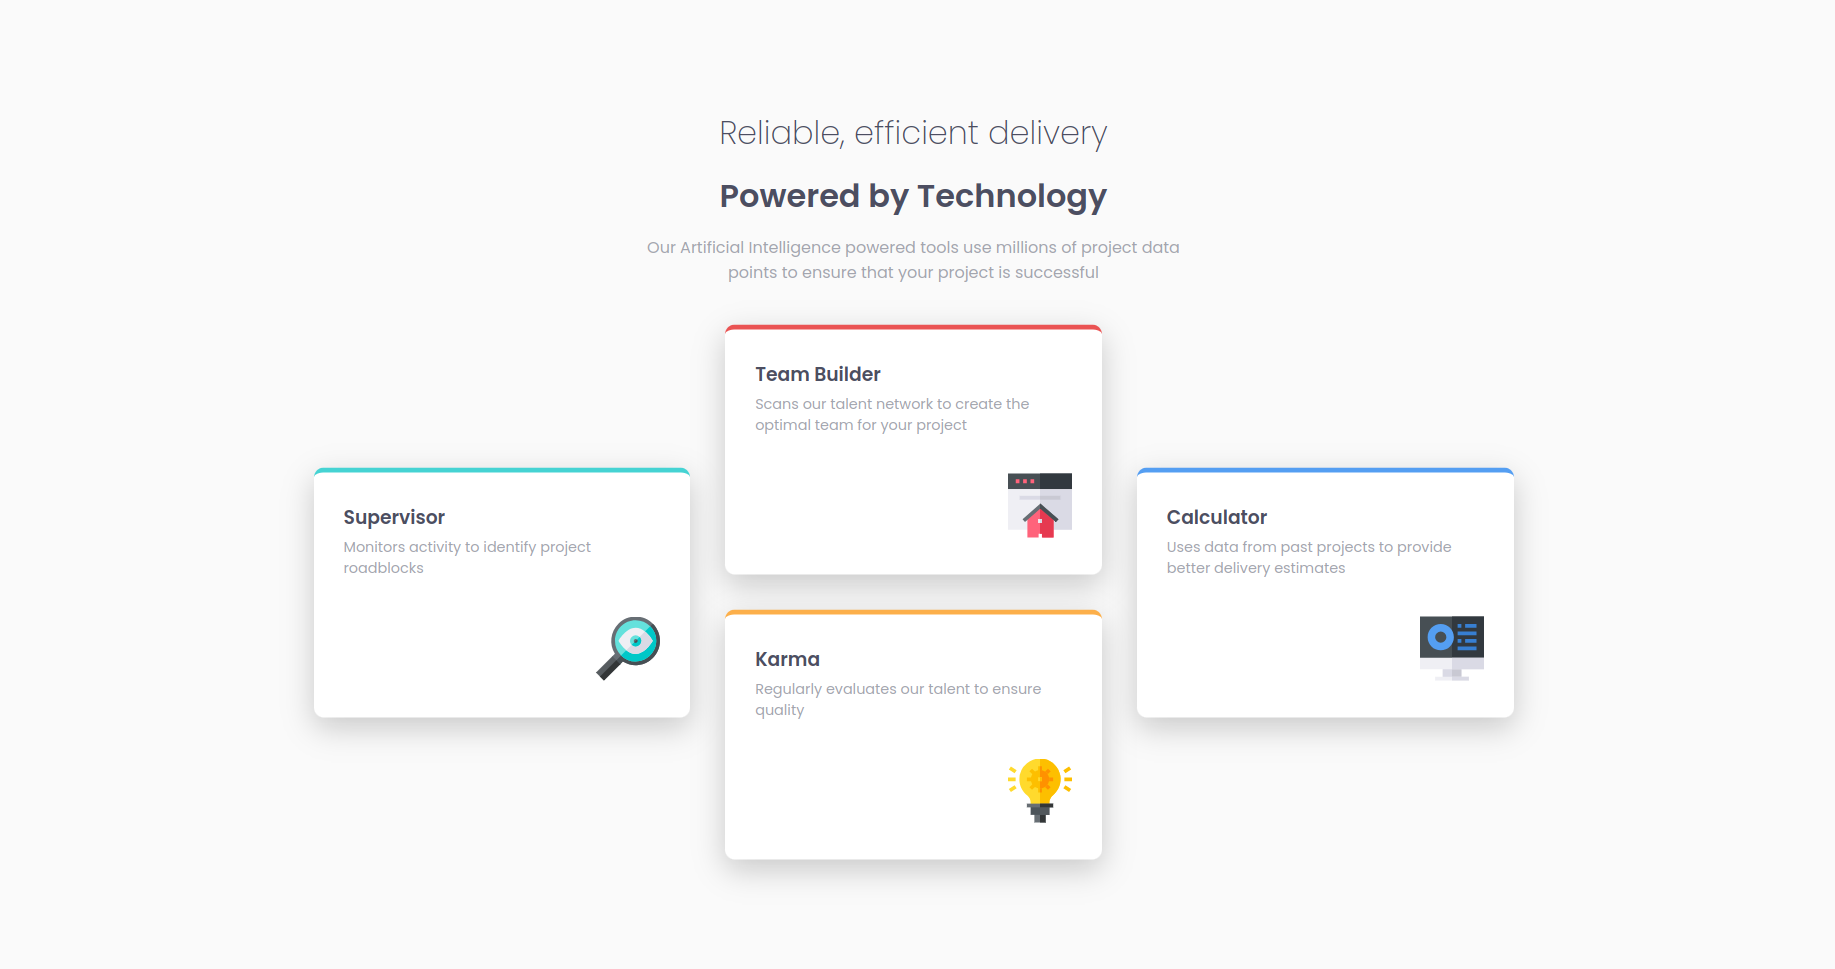 Reliable, efficient delivery
Powered by Technology
Our Artificial Intelligence powered tools use millions of project data
points to ensure that your project is successful
Team Builder
Scans our talent network to create the
optimal team for your project
Supervisor
Monitors activity to identify project
roadblocks
Calculator
Uses data from past projects to provide
better delivery estimates
Karma
Regularly evaluates our talent to ensure
quality